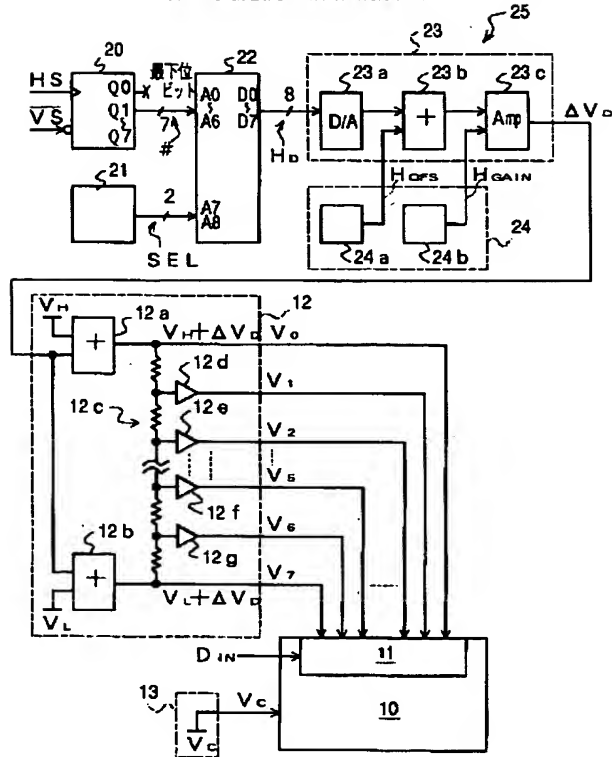 25
23
20
22
23a
23b
23c
HS
Q0
最下位
ビット
A0
D0
8
D/A
+
Amp
ΔVD
VS
Q1
7
A6
D7
Q7
#
HD
21
2
A7
A8
HOFS
HGAIN
24
SEL
24a
24b
VH
12a
12
+
VH+ΔVD
V0
12d
V1
12c
12e
V2
V5
12f
12b
V6
12g
+
V7
VL+ΔVD
VL
DIN
11
13
VC
10
VC